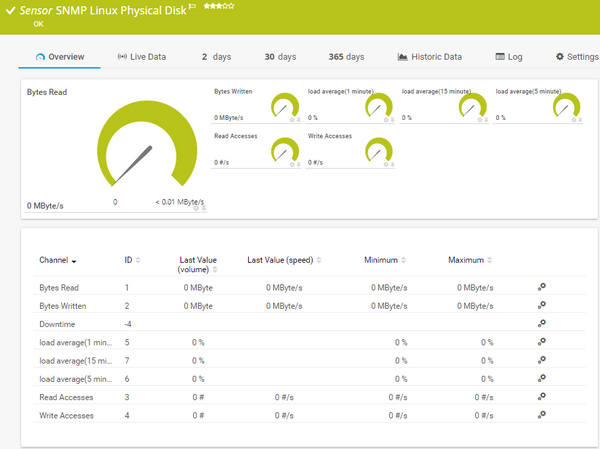 Sensor SNMP Linux Physical Disk
OK
Overview Live Data 2 days 30 days 365 days Historic Data Log Settings
Bytes Read
0 MByte/s
0 < 0.01 MByte/s
Bytes Written load average(1 minute) load average(15 minute) load average(5 minute)
0 MByte/s 0 % 0 % 0 %
Read Accesses Write Accesses
0 #/s 0 #/s
Channel ID Last Value (volume) Last Value (speed) Minimum Maximum
Bytes Read 1 0 MByte 0 MByte/s 0 MByte/s 0 MByte/s
Bytes Written 2 0 MByte 0 MByte/s 0 MByte/s 0 MByte/s
Downtime -4
load average(1 min... 5 0 % 0 % 0 %
load average(15 mi... 7 0 % 0 % 0 %
load average(5 min... 6 0 % 0 % 0 %
Read Accesses 3 0 # 0 #/s 0 #/s 0 #/s
Write Accesses 4 0 # 0 #/s 0 #/s 0 #/s